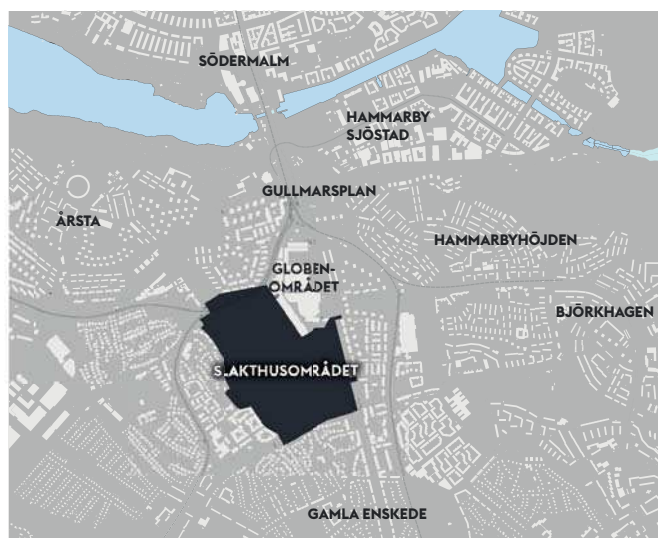 SÖDERMALM
HAMMARBY
SJÖSTAD
GULLMARSPLAN
ÅRSTA
HAMMARBYHÖJDEN
GLOBEN-
OMRÅDET
BJÖRKHAGEN
SLAKTHUSOMRÅDET
GAMLA ENSKEDE